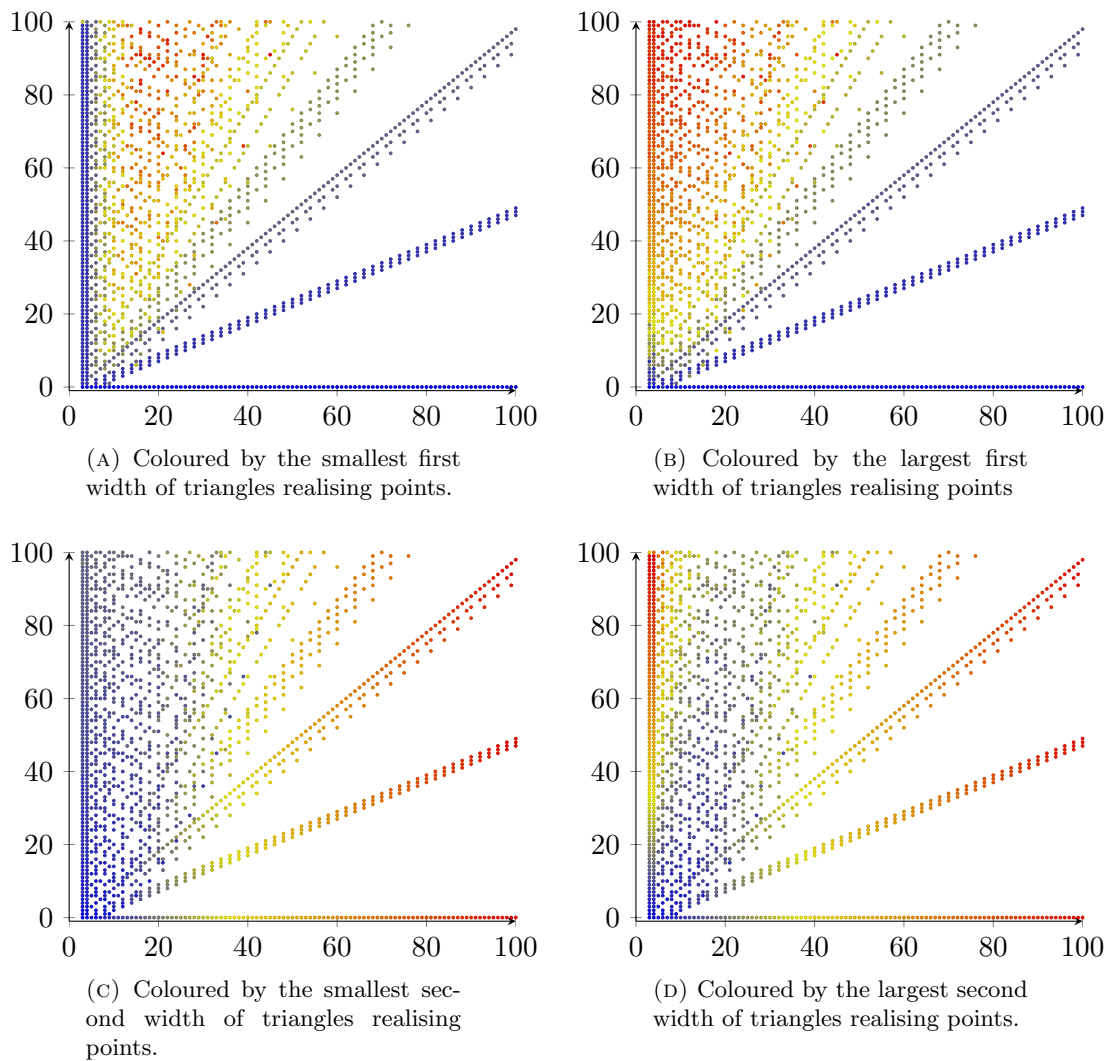 100 100
80 80
60 60
40 40
20 20
0 0
0 20 40 60 80 100 0 20 40 60 80 100
(A) Coloured by the smallest first
width of triangles realising points.
(B) Coloured by the largest first
width of triangles realising points
100 100
80 80
60 60
40 40
20 20
0 0
0 20 40 60 80 100 0 20 40 60 80 100
(C) Coloured by the smallest sec-
ond width of triangles realising
points.
(D) Coloured by the largest second
width of triangles realising points.